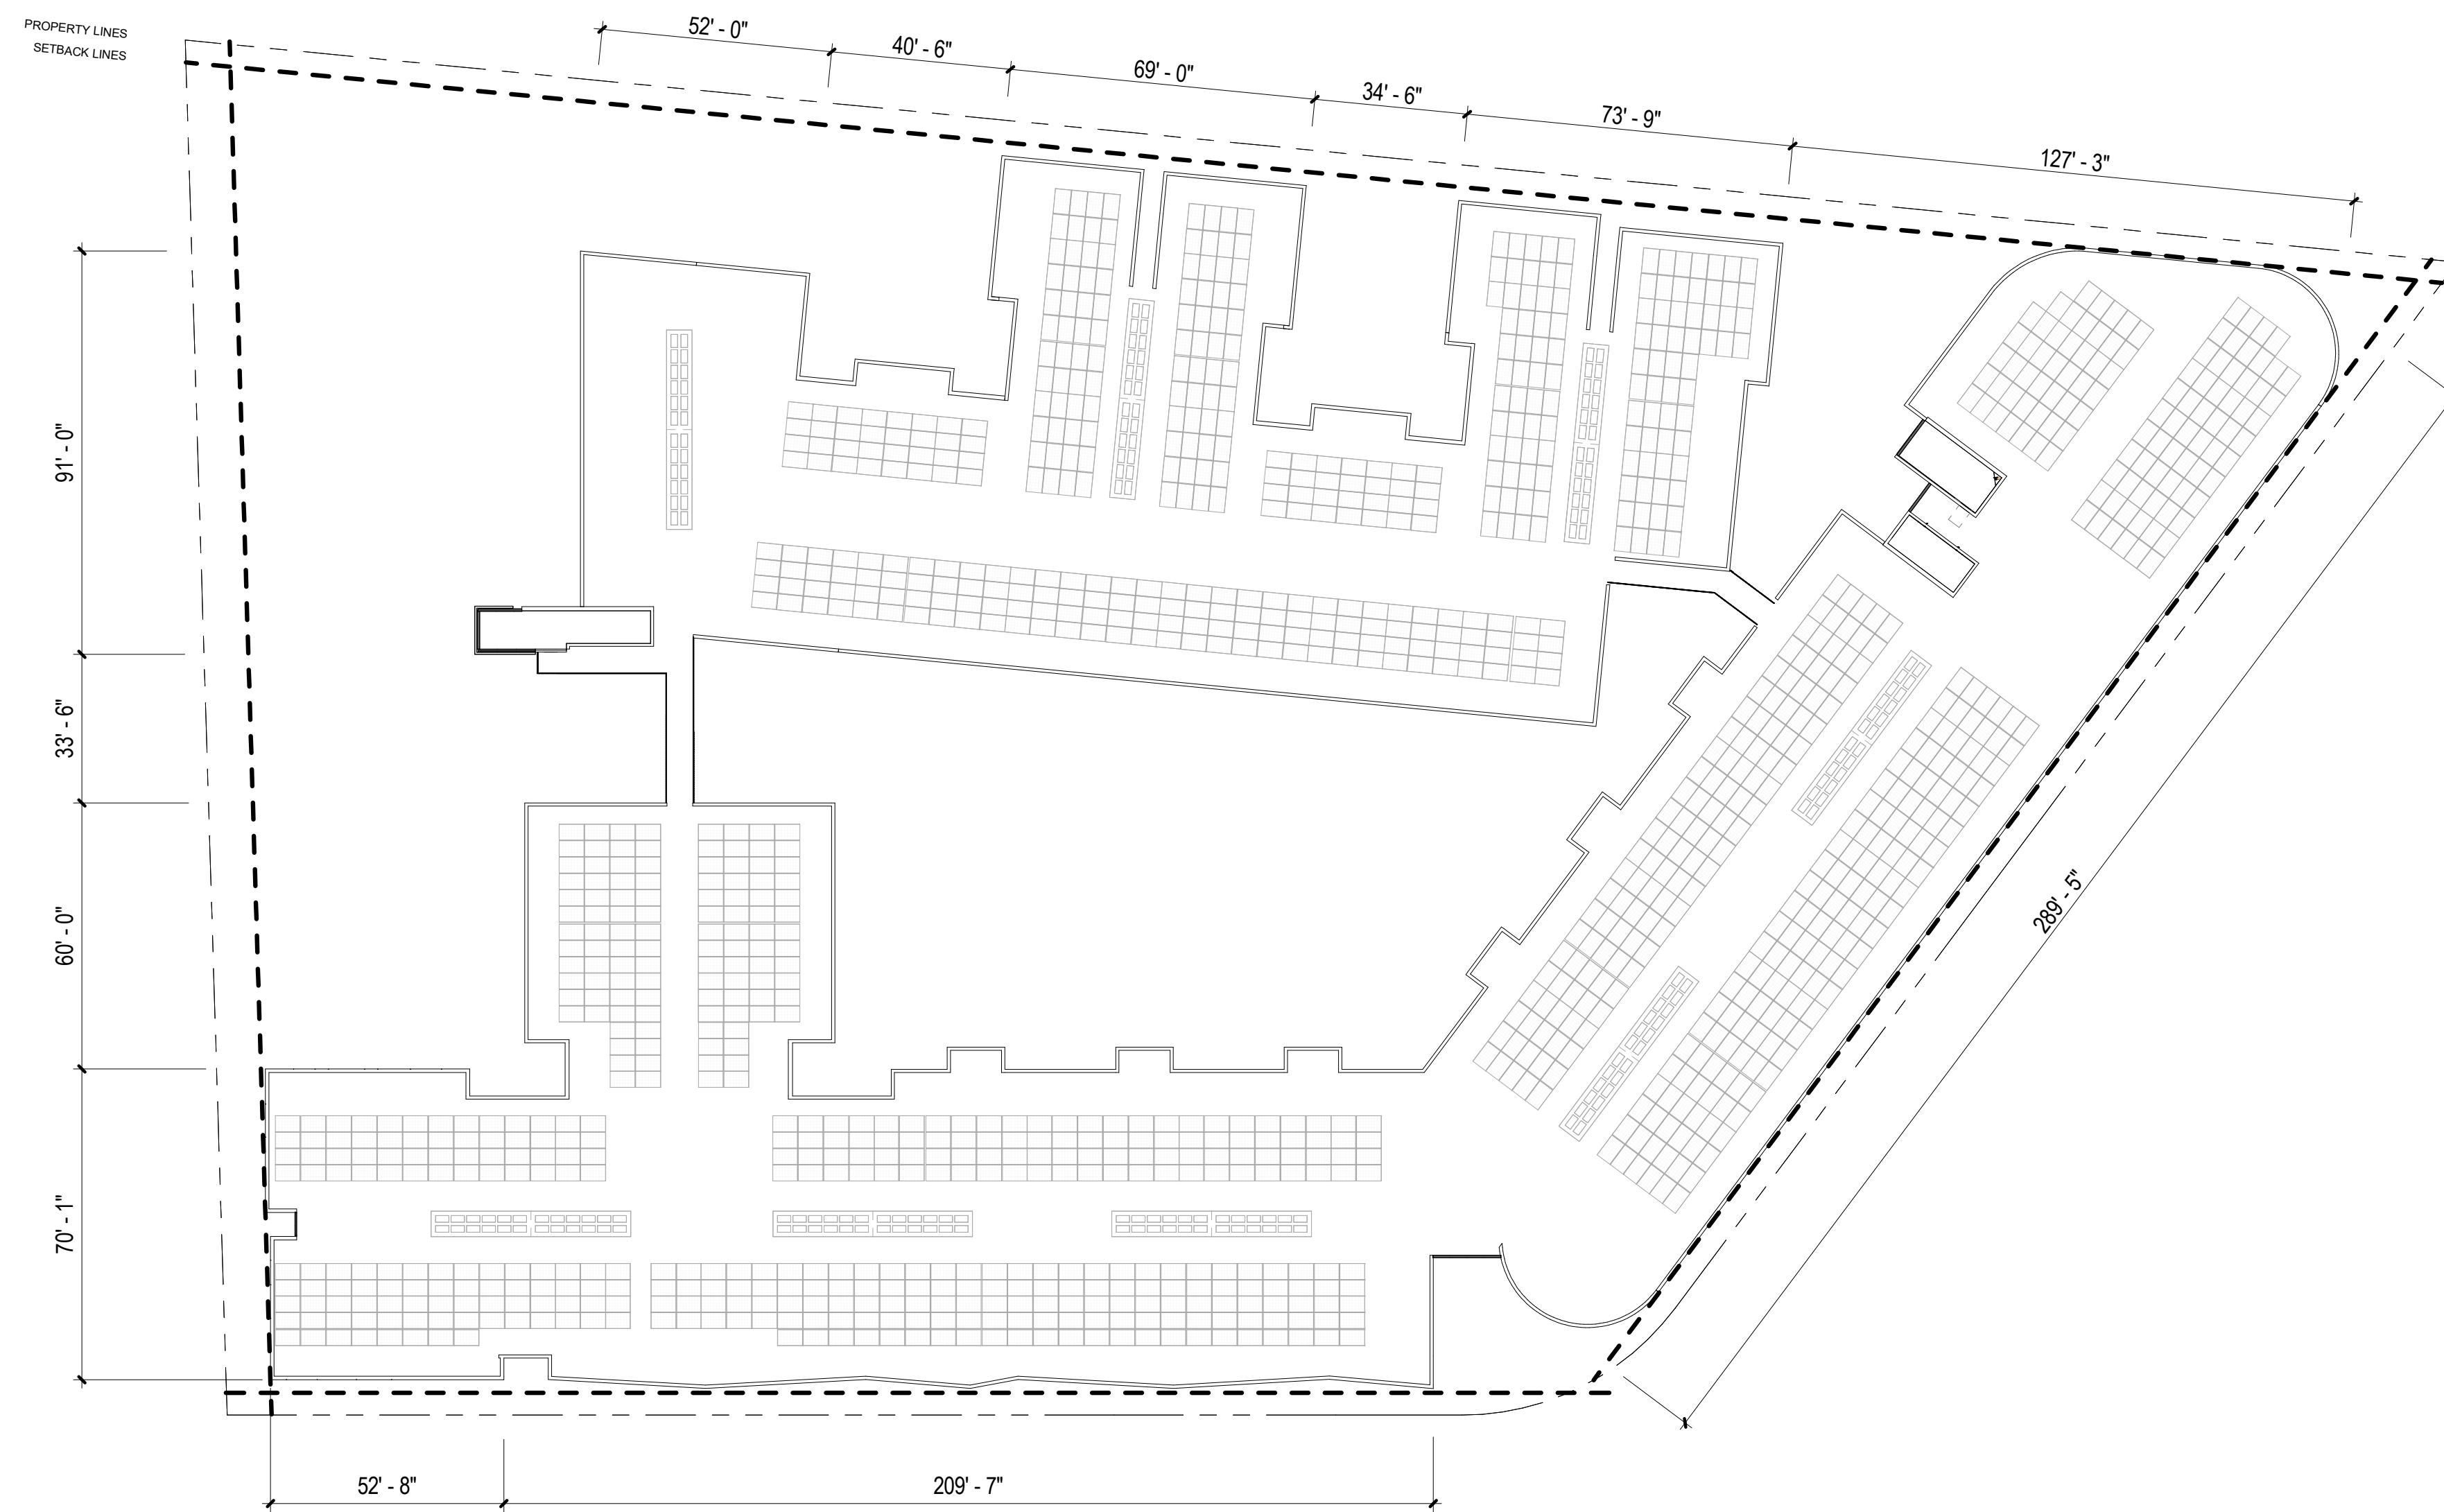 PROPERTY LINES
SETBACK LINES
52' - 0"
40' - 6"
69' - 0"
34' - 6"
73' - 9"
127' - 3"
91' - 0"
33' - 6"
60' - 0"
70' - 1"
289' - 5"
52' - 8"
209' - 7"